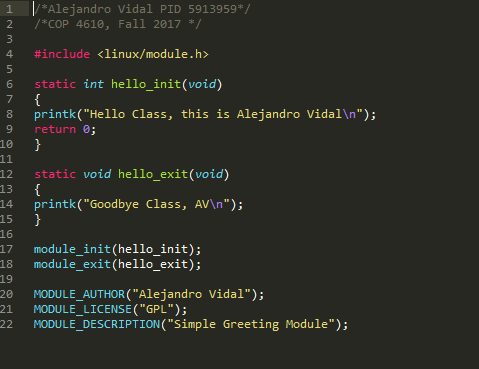 1 /*Alejandro Vidal PID 5913959*/
2 /*COP 4610, Fall 2017 */
3
4 #include <linux/module.h>
5
6 static int hello_init(void)
7 {
8 printk("Hello Class, this is Alejandro Vidal\n");
9 return 0;
10 }
11
12 static void hello_exit(void)
13 {
14 printk("Goodbye Class, AV\n");
15 }
16
17 module_init(hello_init);
18 module_exit(hello_exit);
19
20 MODULE_AUTHOR("Alejandro Vidal");
21 MODULE_LICENSE("GPL");
22 MODULE_DESCRIPTION("Simple Greeting Module");